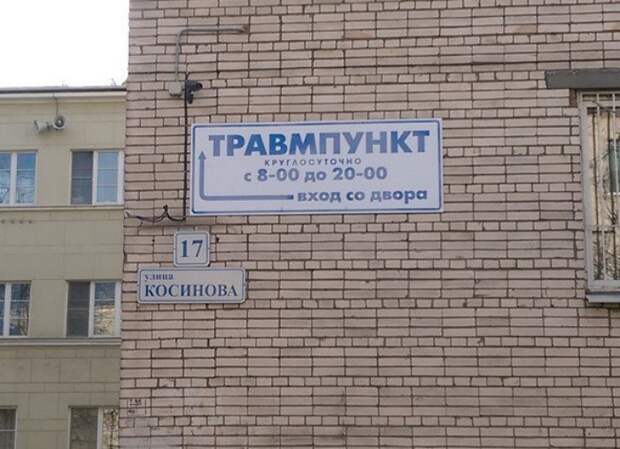 ТРАВМПУНКТ
КРУГЛОСУТОЧНО
с 8-00 до 20-00
вход со двора
17
улица
КОСИНОВА